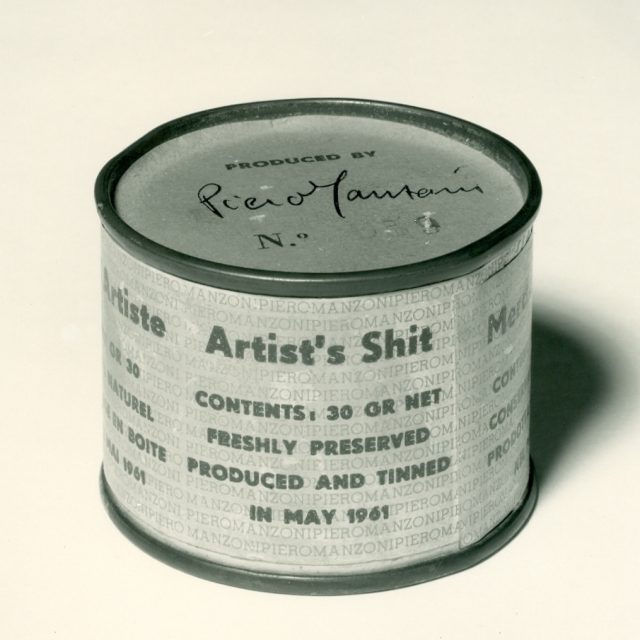 PRODUCED BY
Piero Manzoni
N.º 059
Artist's Shit
CONTENTS: 30 GR NET
FRESHLY PRESERVED
PRODUCED AND TINNED
IN MAY 1961
Artiste
GR 30
NATUREL
EN BOITE
MAI 1961
PIEROMANZONIPIEROMANZONIPIEROMANZONI